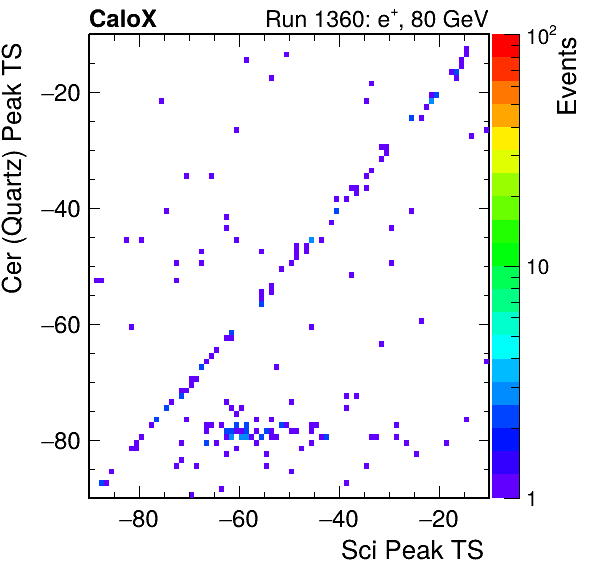 CaloX Run 1360: e+, 80 GeV
Cer (Quartz) Peak TS
−20
−40
−60
−80
−80 −60 −40 −20
Sci Peak TS
10²
10
1
Events